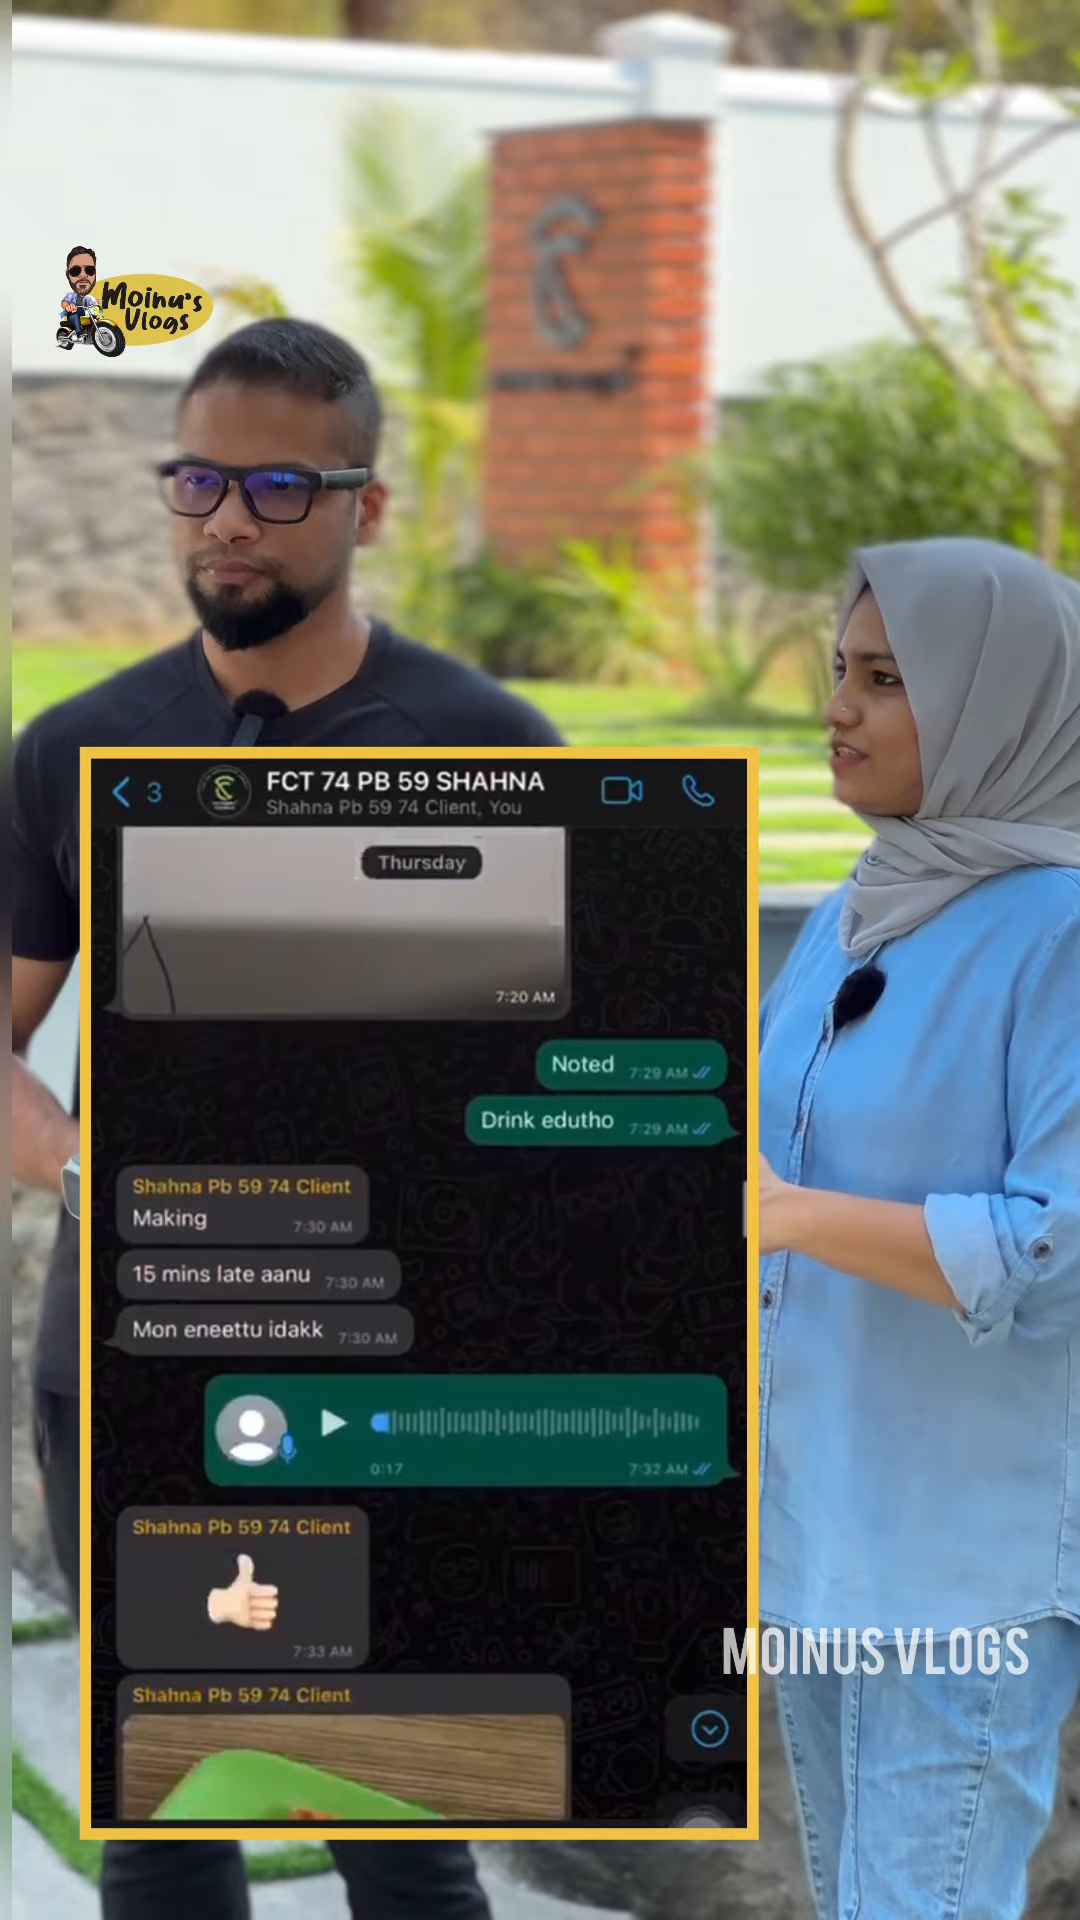 Moinu's
Vlogs
3
FCT 74 PB 59 SHAHNA
Shahna Pb 59 74 Client, You
Thursday
7:20 AM
Noted 7:29 AM
Drink edutho 7:29 AM
Shahna Pb 59 74 Client
Making 7:30 AM
15 mins late aanu 7:30 AM
Mon eneettu idakk 7:30 AM
0:17 7:32 AM
Shahna Pb 59 74 Client
7:33 AM
Shahna Pb 59 74 Client
MOINUS VLOGS